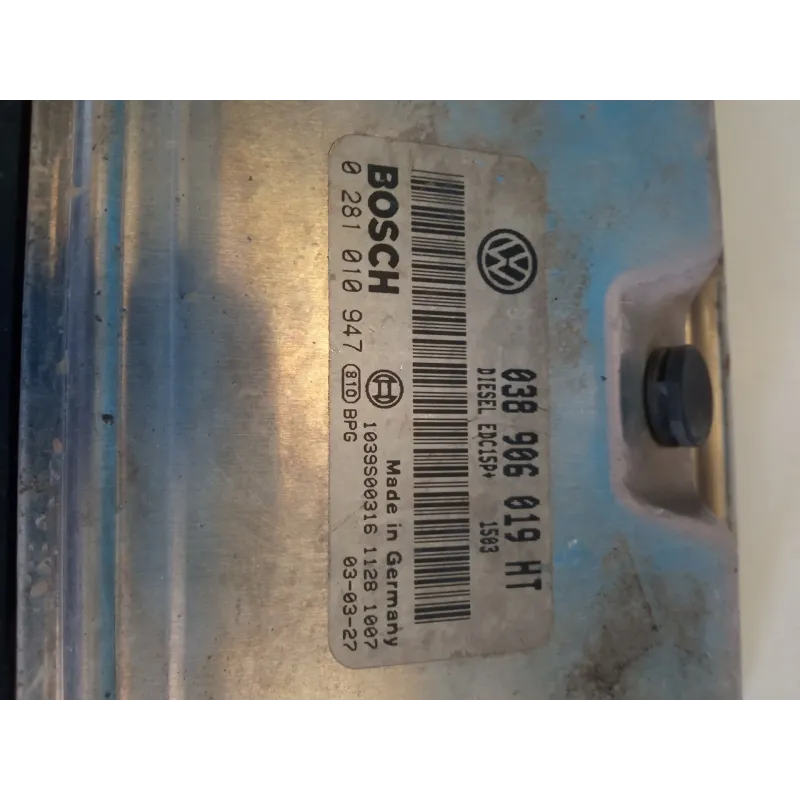 038 906 019 HT
DIESEL EDC15P+ 1503
BOSCH
Made in Germany
0 281 010 947
810 BPG
1039S00316 1128 1007
03-03-27